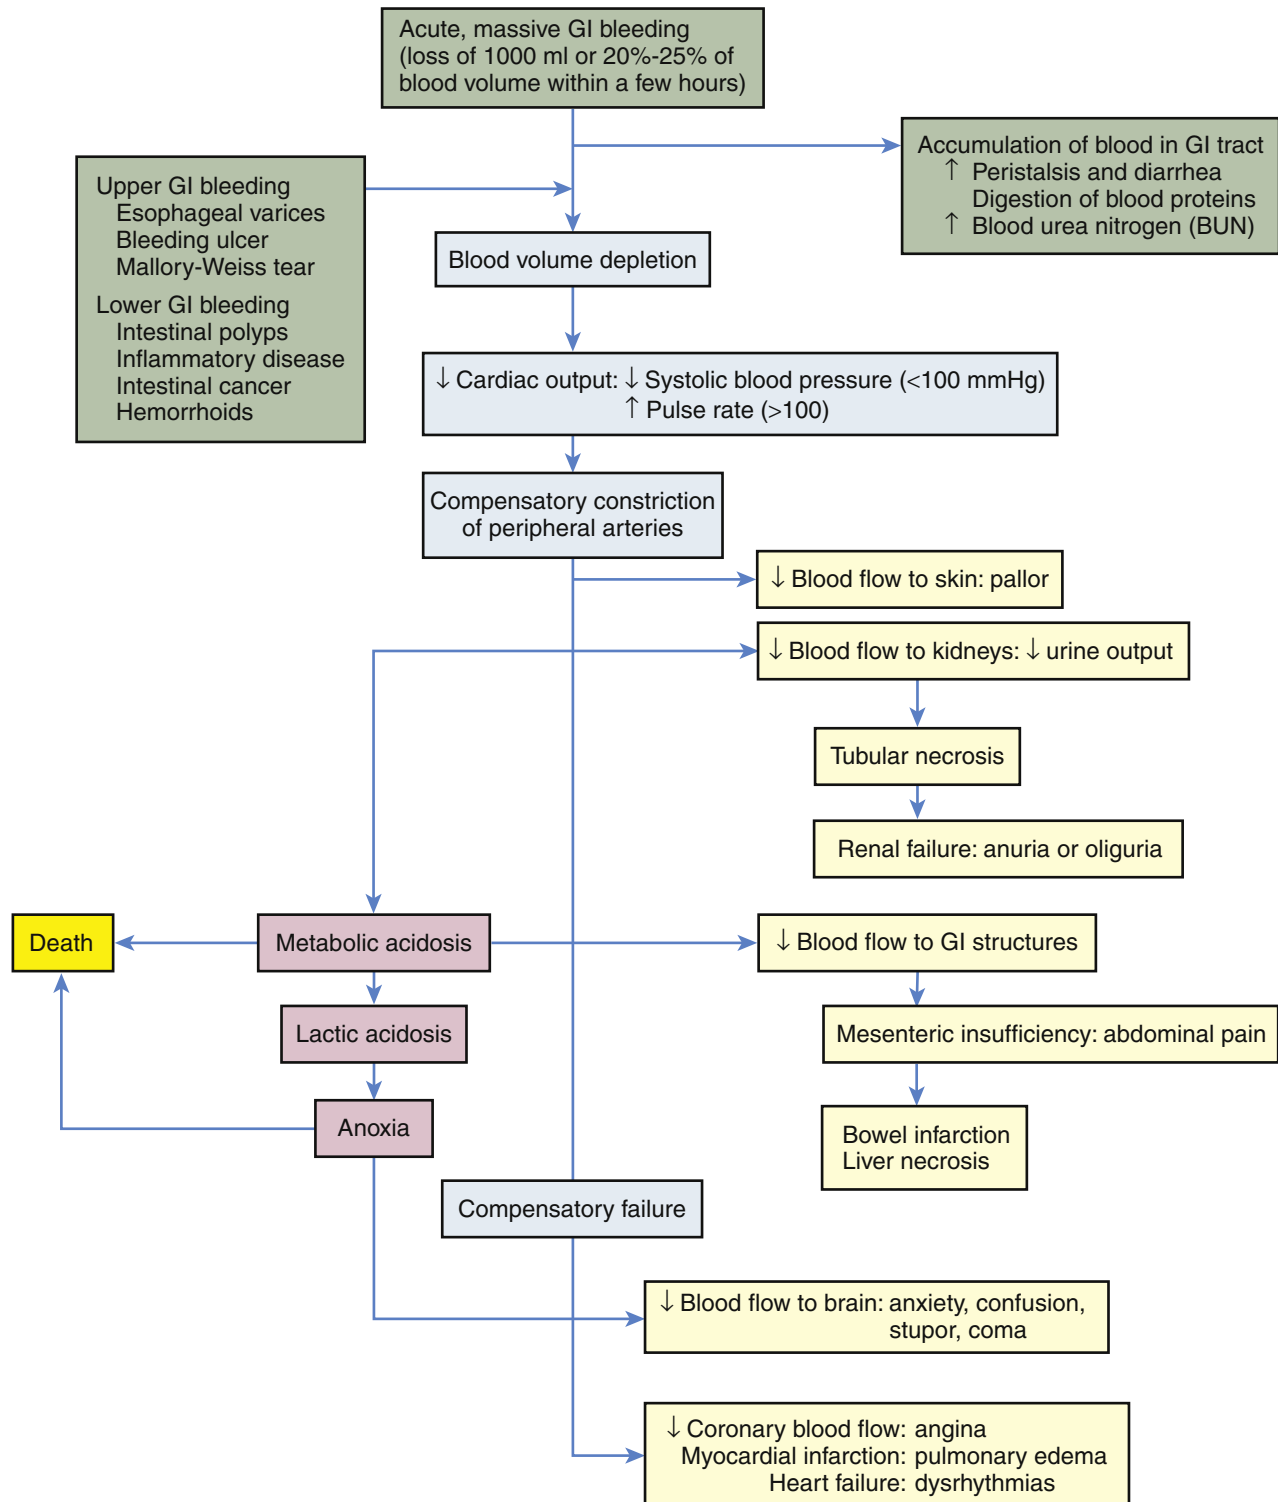 Acute, massive GI bleeding
(loss of 1000 ml or 20%-25% of
blood volume within a few hours)
Accumulation of blood in GI tract
↑ Peristalsis and diarrhea
Digestion of blood proteins
↑ Blood urea nitrogen (BUN)
Upper GI bleeding
Esophageal varices
Bleeding ulcer
Mallory-Weiss tear
Lower GI bleeding
Intestinal polyps
Inflammatory disease
Intestinal cancer
Hemorrhoids
Blood volume depletion
↓ Cardiac output: ↓ Systolic blood pressure (<100 mmHg)
↑ Pulse rate (>100)
Compensatory constriction
of peripheral arteries
↓ Blood flow to skin: pallor
↓ Blood flow to kidneys: ↓ urine output
Tubular necrosis
Renal failure: anuria or oliguria
Death
Metabolic acidosis
↓ Blood flow to GI structures
Lactic acidosis
Mesenteric insufficiency: abdominal pain
Anoxia
Bowel infarction
Liver necrosis
Compensatory failure
↓ Blood flow to brain: anxiety, confusion,
stupor, coma
↓ Coronary blood flow: angina
Myocardial infarction: pulmonary edema
Heart failure: dysrhythmias